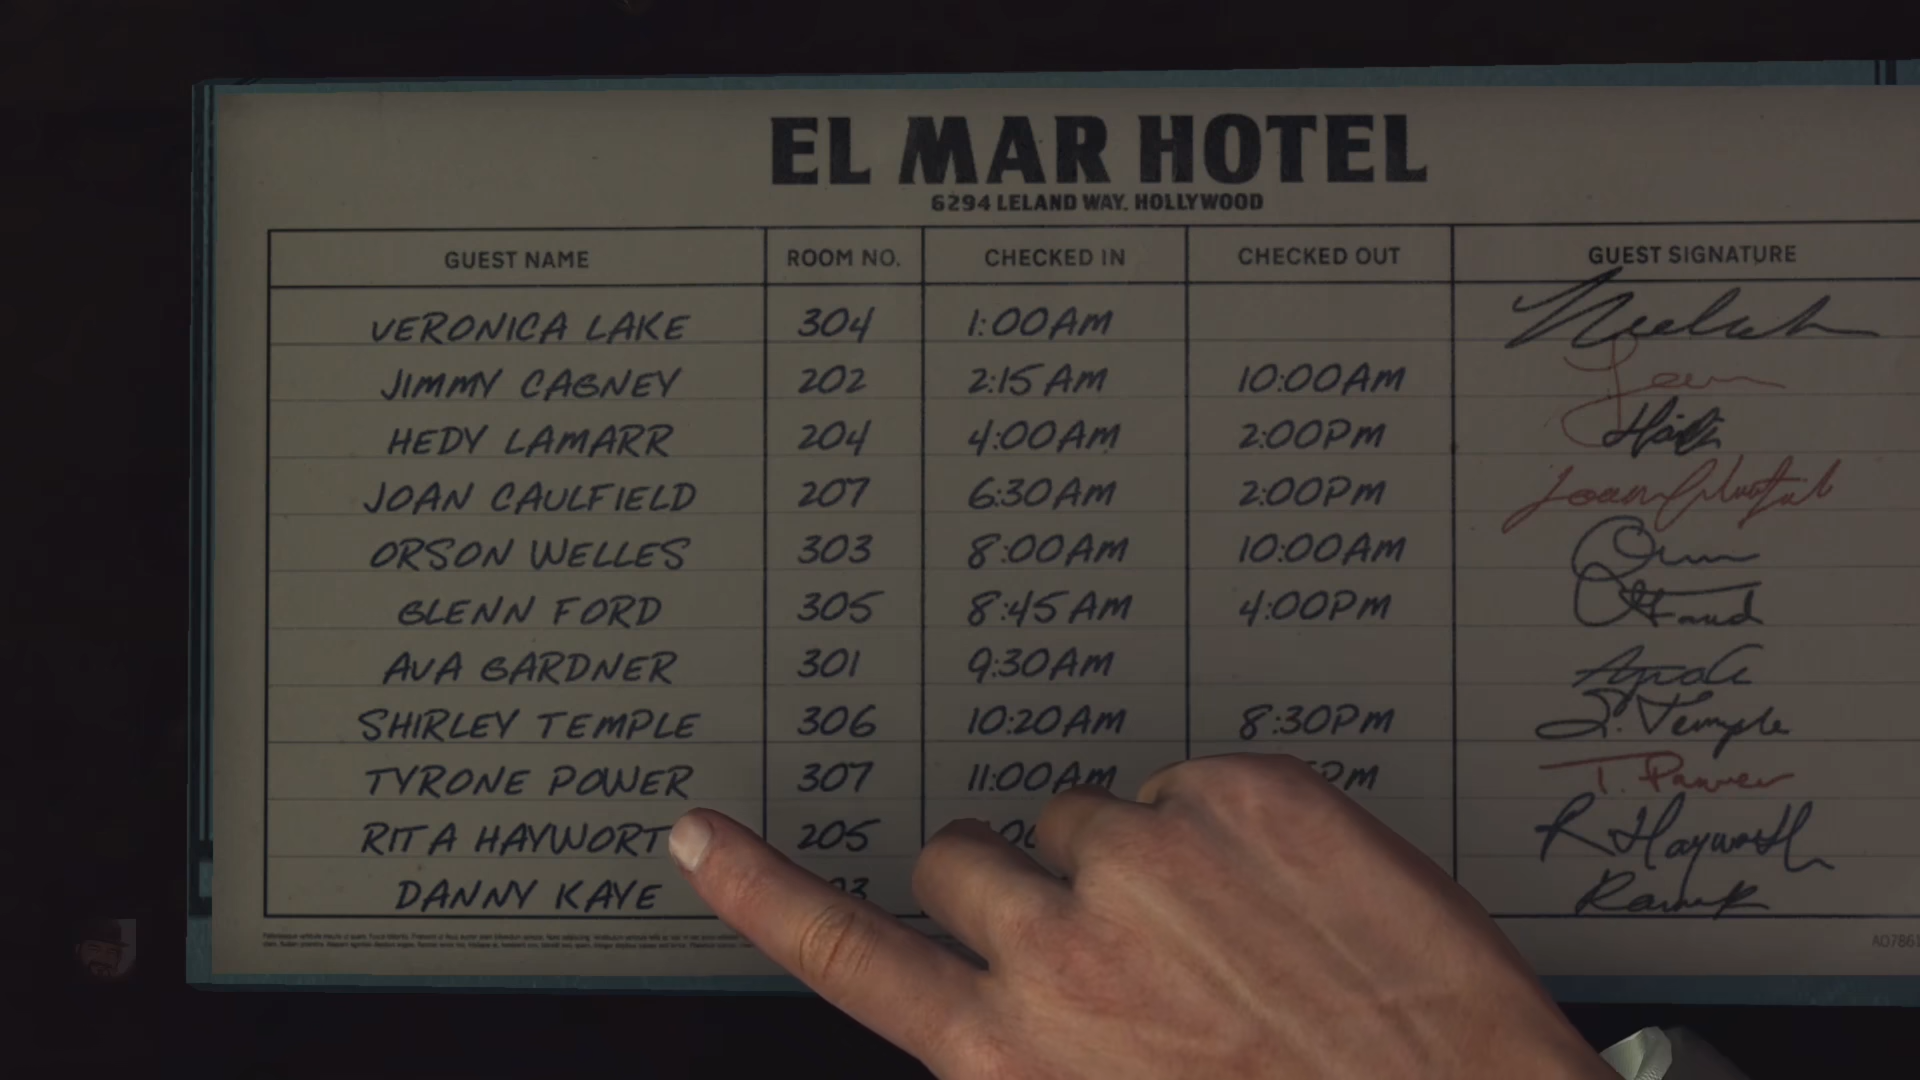 EL MAR HOTEL
6294 LELAND WAY, HOLLYWOOD
GUEST NAME ROOM NO. CHECKED IN CHECKED OUT GUEST SIGNATURE
VERONICA LAKE 304 1:00AM
JIMMY CAGNEY 202 2:15AM 10:00AM
HEDY LAMARR 204 4:00AM 2:00PM
JOAN CAULFIELD 207 6:30AM 2:00PM
ORSON WELLES 303 8:00AM 10:00AM
GLENN FORD 305 8:45AM 4:00PM
AVA GARDNER 301 9:30AM
SHIRLEY TEMPLE 306 10:20AM 8:30PM S. Temple
TYRONE POWER 307 11:00AM PM T. Power
RITA HAYWORT 205 R Hayworth
DANNY KAYE